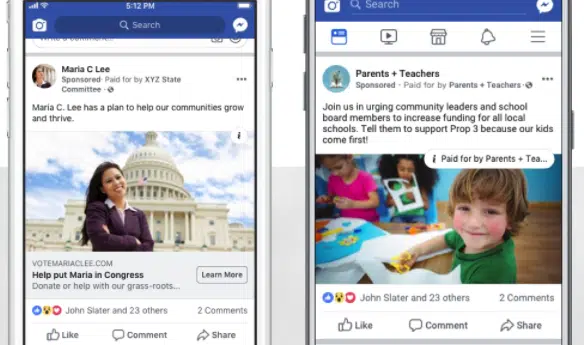 5:12 PM
Search
Maria C Lee
Sponsored · Paid for by XYZ State
Committee ·
Maria C. Lee has a plan to help our communities grow
and thrive.
i
VOTEMARIACLEE.COM
Help put Maria in Congress
Donate or help with our grass-roots...
Learn More
John Slater and 23 others
2 Comments
Like
Comment
Share
Search
Parents + Teachers
Sponsored · Paid for by Parents + Teachers ·
Join us in urging community leaders and school
board members to increase funding for all local
schools. Tell them to support Prop 3 because our kids
come first!
i Paid for by Parents + Tea...
John Slater and 23 others
2 Comments
Like
Comment
Share